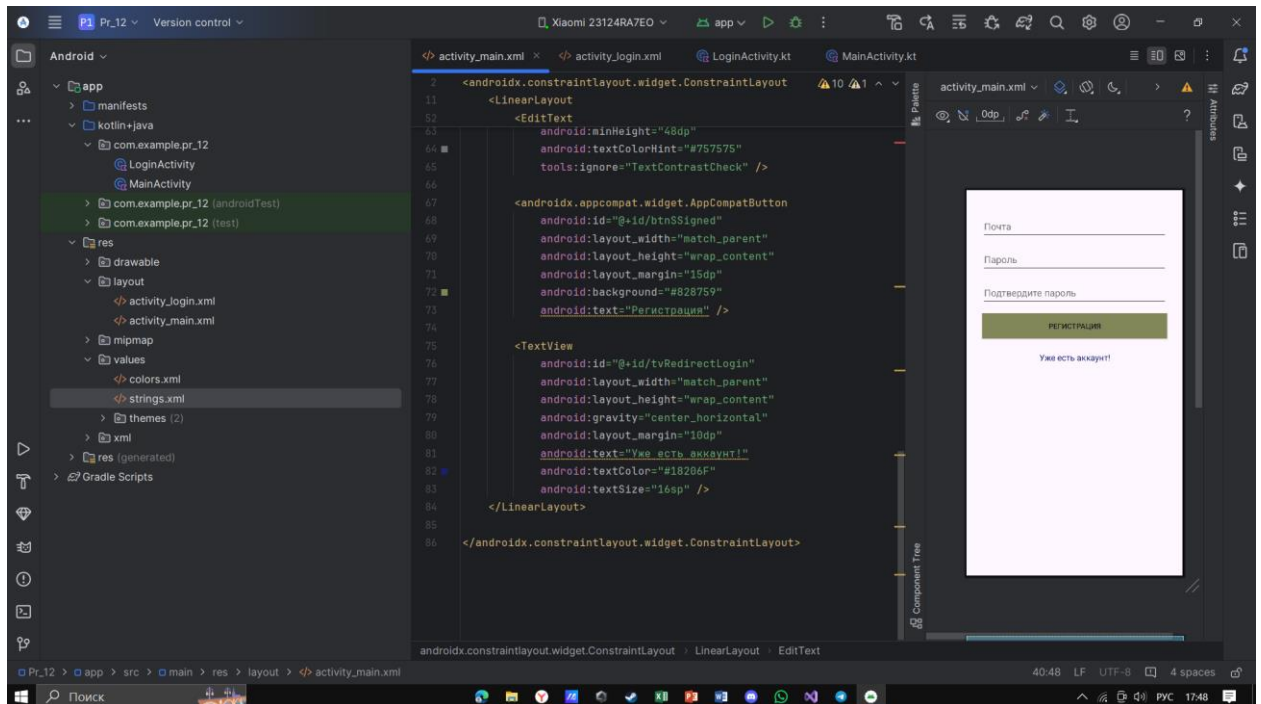 P1 Pr_12 Version control Xiaomi 23124RA7EO app
Android
activity_main.xml activity_login.xml LoginActivity.kt MainActivity.kt
app
manifests
kotlin+java
com.example.pr_12
LoginActivity
MainActivity
com.example.pr_12 (androidTest)
com.example.pr_12 (test)
res
drawable
layout
activity_login.xml
activity_main.xml
mipmap
values
colors.xml
strings.xml
themes (2)
xml
res (generated)
Gradle Scripts
2 <androidx.constraintlayout.widget.ConstraintLayout 10 1
11 <LinearLayout
52 <EditText
63 android:minHeight="48dp"
64 android:textColorHint="#757575"
65 tools:ignore="TextContrastCheck" />
66
67 <androidx.appcompat.widget.AppCompatButton
68 android:id="@+id/btnSSigned"
69 android:layout_width="match_parent"
70 android:layout_height="wrap_content"
71 android:layout_margin="15dp"
72 android:background="#828759"
73 android:text="Регистрация" />
74
75 <TextView
76 android:id="@+id/tvRedirectLogin"
77 android:layout_width="match_parent"
78 android:layout_height="wrap_content"
79 android:gravity="center_horizontal"
80 android:layout_margin="10dp"
81 android:text="Уже есть аккаунт!"
82 android:textColor="#18206F"
83 android:textSize="16sp" />
84 </LinearLayout>
85
86 </androidx.constraintlayout.widget.ConstraintLayout>
androidx.constraintlayout.widget.ConstraintLayout LinearLayout EditText
Palette
Component Tree
activity_main.xml
0dp
Attributes
Почта
Пароль
Подтвердите пароль
РЕГИСТРАЦИЯ
Уже есть аккаунт!
Pr_12 > app > src > main > res > layout > activity_main.xml 40:48 LF UTF-8 4 spaces
Поиск РУС 17:48